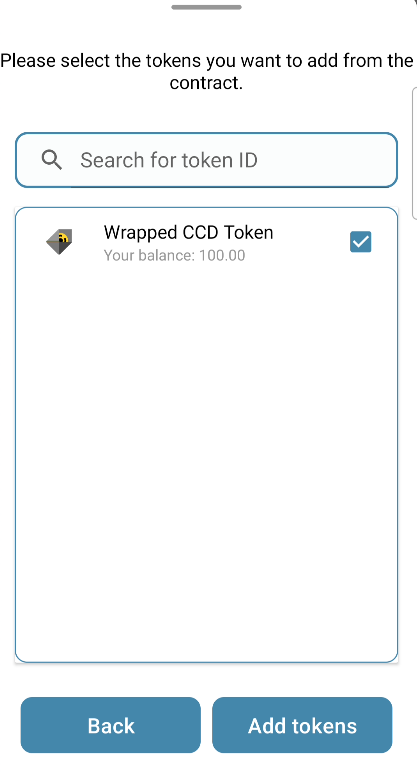 Please select the tokens you want to add from the
contract.
Search for token ID
Wrapped CCD Token
Your balance: 100.00
Back
Add tokens